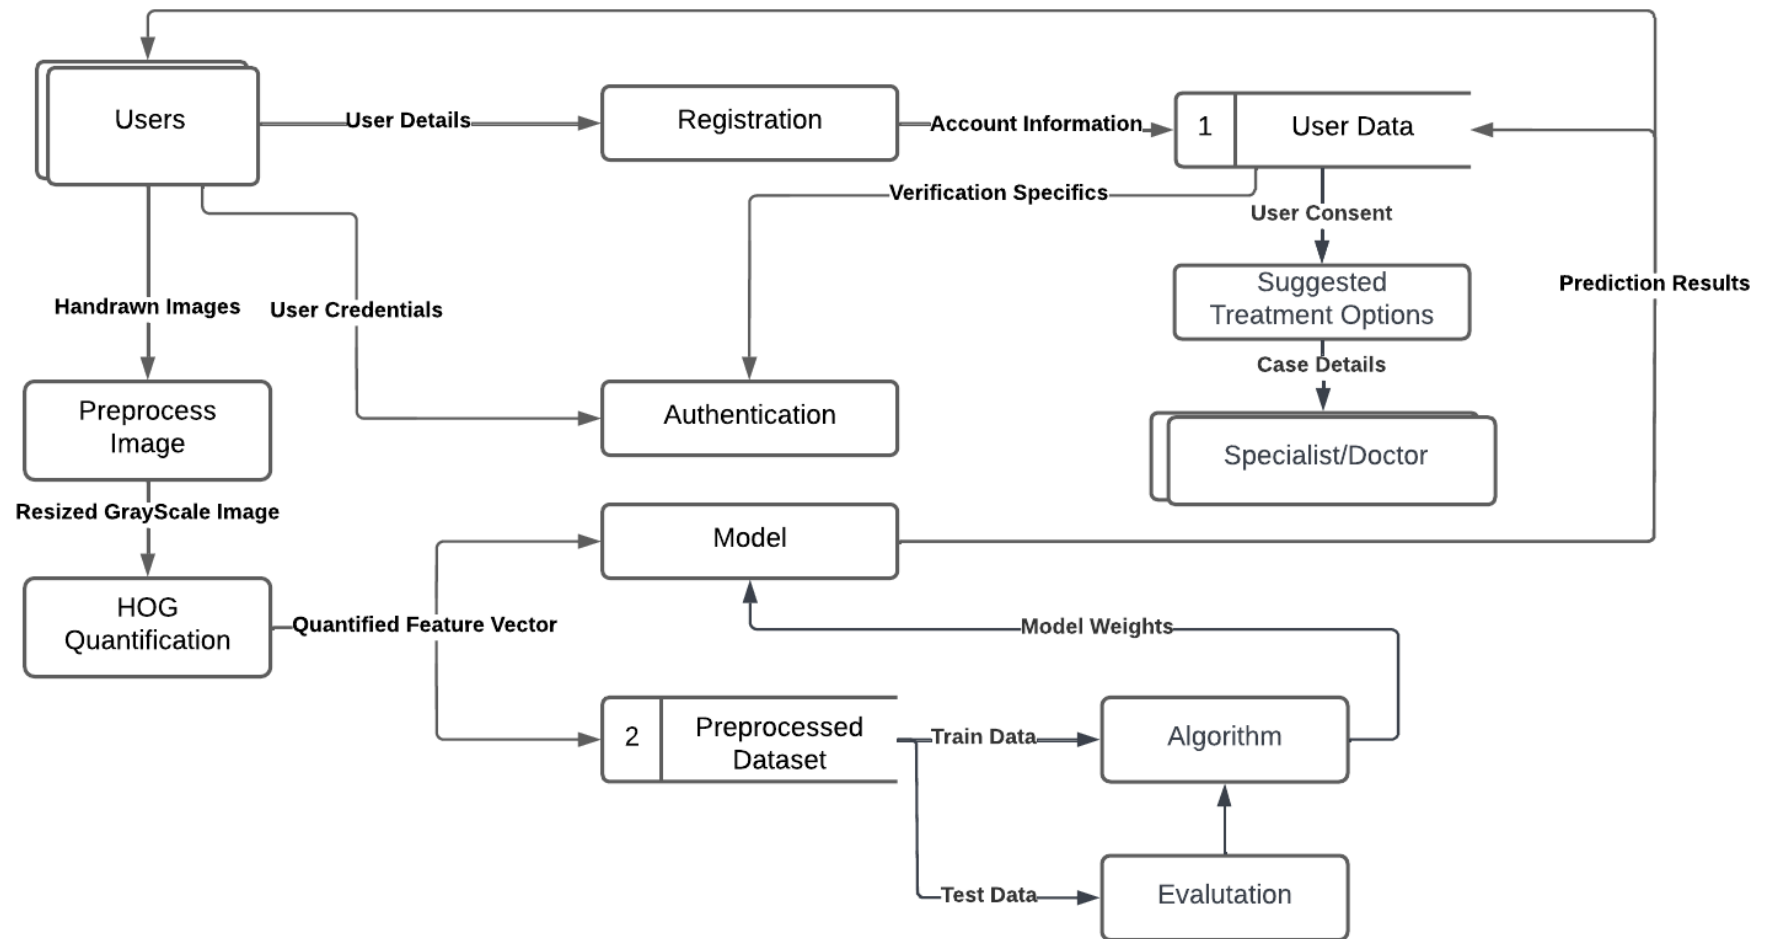 Users
User Details
Registration
Account Information
1
User Data
Verification Specifics
User Consent
Suggested
Treatment Options
Prediction Results
Handrawn Images
User Credentials
Case Details
Preprocess
Image
Authentication
Specialist/Doctor
Resized GrayScale Image
Model
HOG
Quantification
Quantified Feature Vector
Model Weights
2
Preprocessed
Dataset
Train Data
Algorithm
Test Data
Evalutation